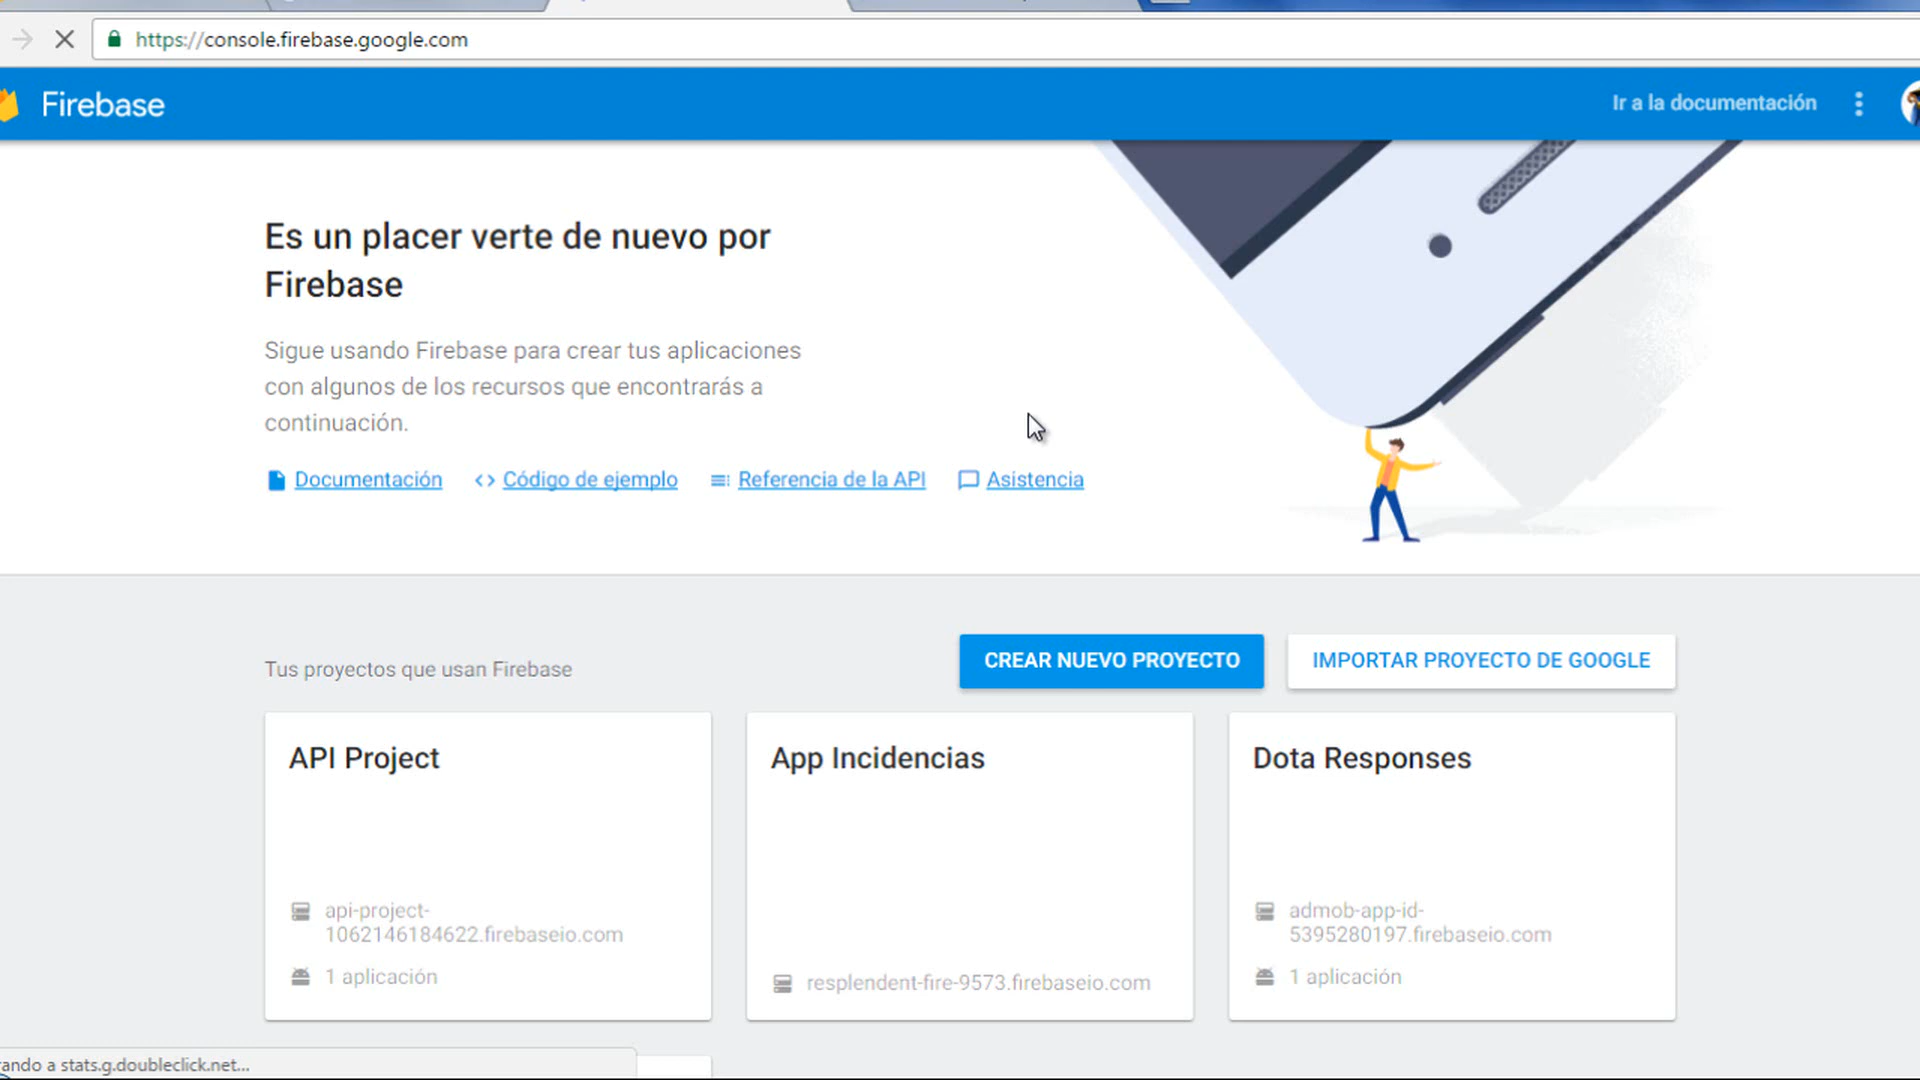 https://console.firebase.google.com
Firebase
Ir a la documentación
Es un placer verte de nuevo por
Firebase
Sigue usando Firebase para crear tus aplicaciones
con algunos de los recursos que encontrarás a
continuación.
Documentación
<> Código de ejemplo
Referencia de la API
Asistencia
Tus proyectos que usan Firebase
CREAR NUEVO PROYECTO
IMPORTAR PROYECTO DE GOOGLE
API Project
api-project-
1062146184622.firebaseio.com
1 aplicación
App Incidencias
resplendent-fire-9573.firebaseio.com
Dota Responses
admob-app-id-
5395280197.firebaseio.com
1 aplicación
a stats.g.doubleclick.net...